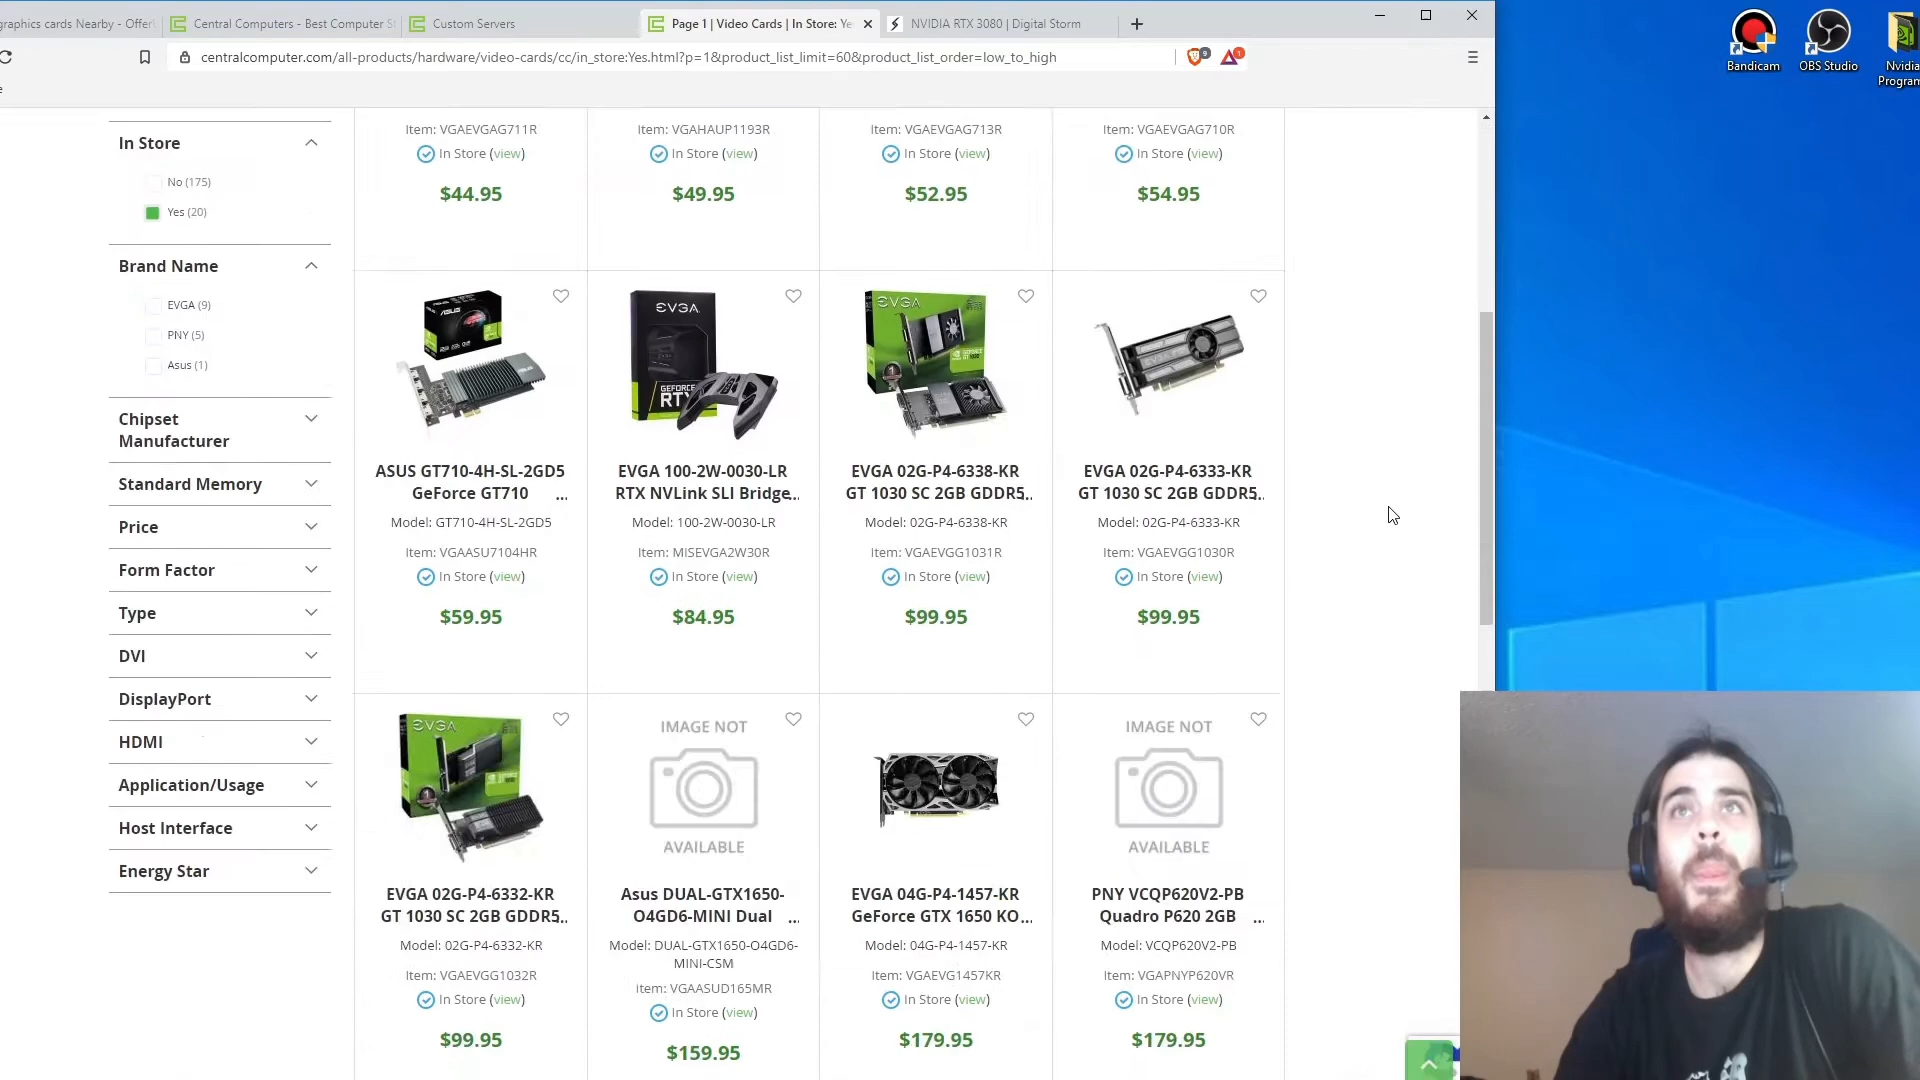 graphics cards Nearby - Offer
Central Computers - Best Computer S
Custom Servers
Page 1 | Video Cards | In Store: Ye
NVIDIA RTX 3080 | Digital Storm
centralcomputer.com/all-products/hardware/video-cards/cc/in_store:Yes.html?p=1&product_list_limit=60&product_list_order=low_to_high
9
1
Bandicam
OBS Studio
Nvidia
Program
In Store
No (175)
Yes (20)
Brand Name
EVGA (9)
PNY (5)
Asus (1)
Chipset
Manufacturer
Standard Memory
Price
Form Factor
Type
DVI
DisplayPort
HDMI
Application/Usage
Host Interface
Energy Star
Item: VGAEVGAG711R
In Store (view)
$44.95
Item: VGAHAUP1193R
In Store (view)
$49.95
Item: VGAEVGAG713R
In Store (view)
$52.95
Item: VGAEVGAG710R
In Store (view)
$54.95
ASUS GT710-4H-SL-2GD5
GeForce GT710 ...
Model: GT710-4H-SL-2GD5
Item: VGAASU7104HR
In Store (view)
$59.95
EVGA
GEFORCE
RTX
EVGA 100-2W-0030-LR
RTX NVLink SLI Bridge...
Model: 100-2W-0030-LR
Item: MISEVGA2W30R
In Store (view)
$84.95
EVGA
EVGA 02G-P4-6338-KR
GT 1030 SC 2GB GDDR5...
Model: 02G-P4-6338-KR
Item: VGAEVGG1031R
In Store (view)
$99.95
EVGA 02G-P4-6333-KR
GT 1030 SC 2GB GDDR5...
Model: 02G-P4-6333-KR
Item: VGAEVGG1030R
In Store (view)
$99.95
EVGA
EVGA 02G-P4-6332-KR
GT 1030 SC 2GB GDDR5...
Model: 02G-P4-6332-KR
Item: VGAEVGG1032R
In Store (view)
$99.95
IMAGE NOT
AVAILABLE
Asus DUAL-GTX1650-
O4GD6-MINI Dual ...
Model: DUAL-GTX1650-O4GD6-
MINI-CSM
Item: VGAASUD165MR
In Store (view)
$159.95
EVGA 04G-P4-1457-KR
GeForce GTX 1650 KO...
Model: 04G-P4-1457-KR
Item: VGAEVG1457KR
In Store (view)
$179.95
IMAGE NOT
AVAILABLE
PNY VCQP620V2-PB
Quadro P620 2GB ...
Model: VCQP620V2-PB
Item: VGAPNYP620VR
In Store (view)
$179.95